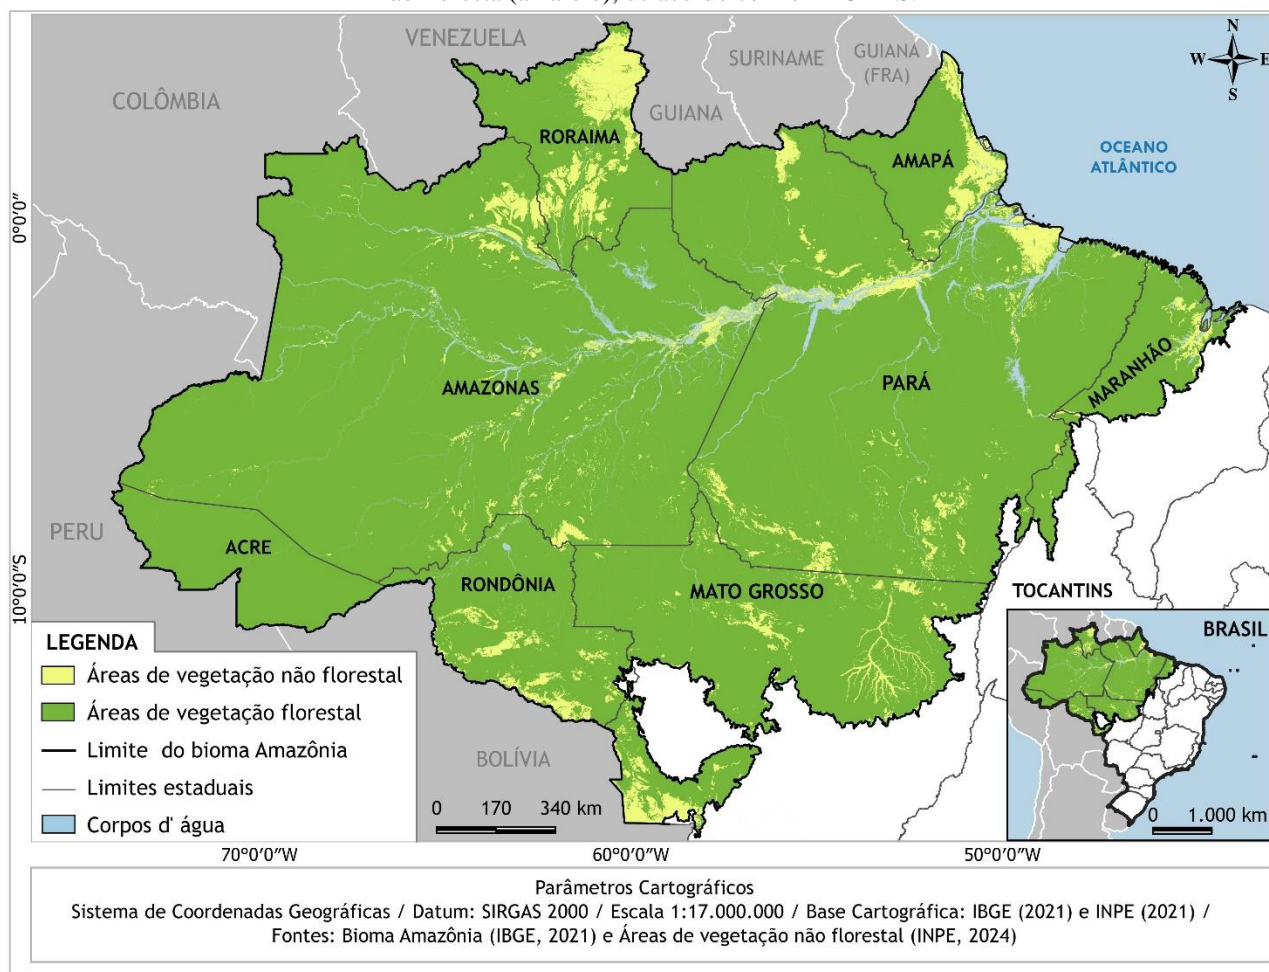 VENEZUELA
SURINAME
GUIANA
(FRA)
COLÔMBIA
GUIANA
N
W
E
S
RORAIMA
AMAPÁ
OCEANO
ATLÂNTICO
0°0'0"
AMAZONAS
PARÁ
MARANHÃO
PERU
ACRE
RONDÔNIA
MATO GROSSO
TOCANTINS
10°0'0"S
BOLÍVIA
BRASIL
LEGENDA
Áreas de vegetação não florestal
Áreas de vegetação florestal
Limite do bioma Amazônia
Limites estaduais
Corpos d' água
0 170 340 km
0 1.000 km
70°0'0"W
60°0'0"W
50°0'0"W
Parâmetros Cartográficos
Sistema de Coordenadas Geográficas / Datum: SIRGAS 2000 / Escala 1:17.000.000 / Base Cartográfica: IBGE (2021) e INPE (2021) /
Fontes: Bioma Amazônia (IBGE, 2021) e Áreas de vegetação não florestal (INPE, 2024)